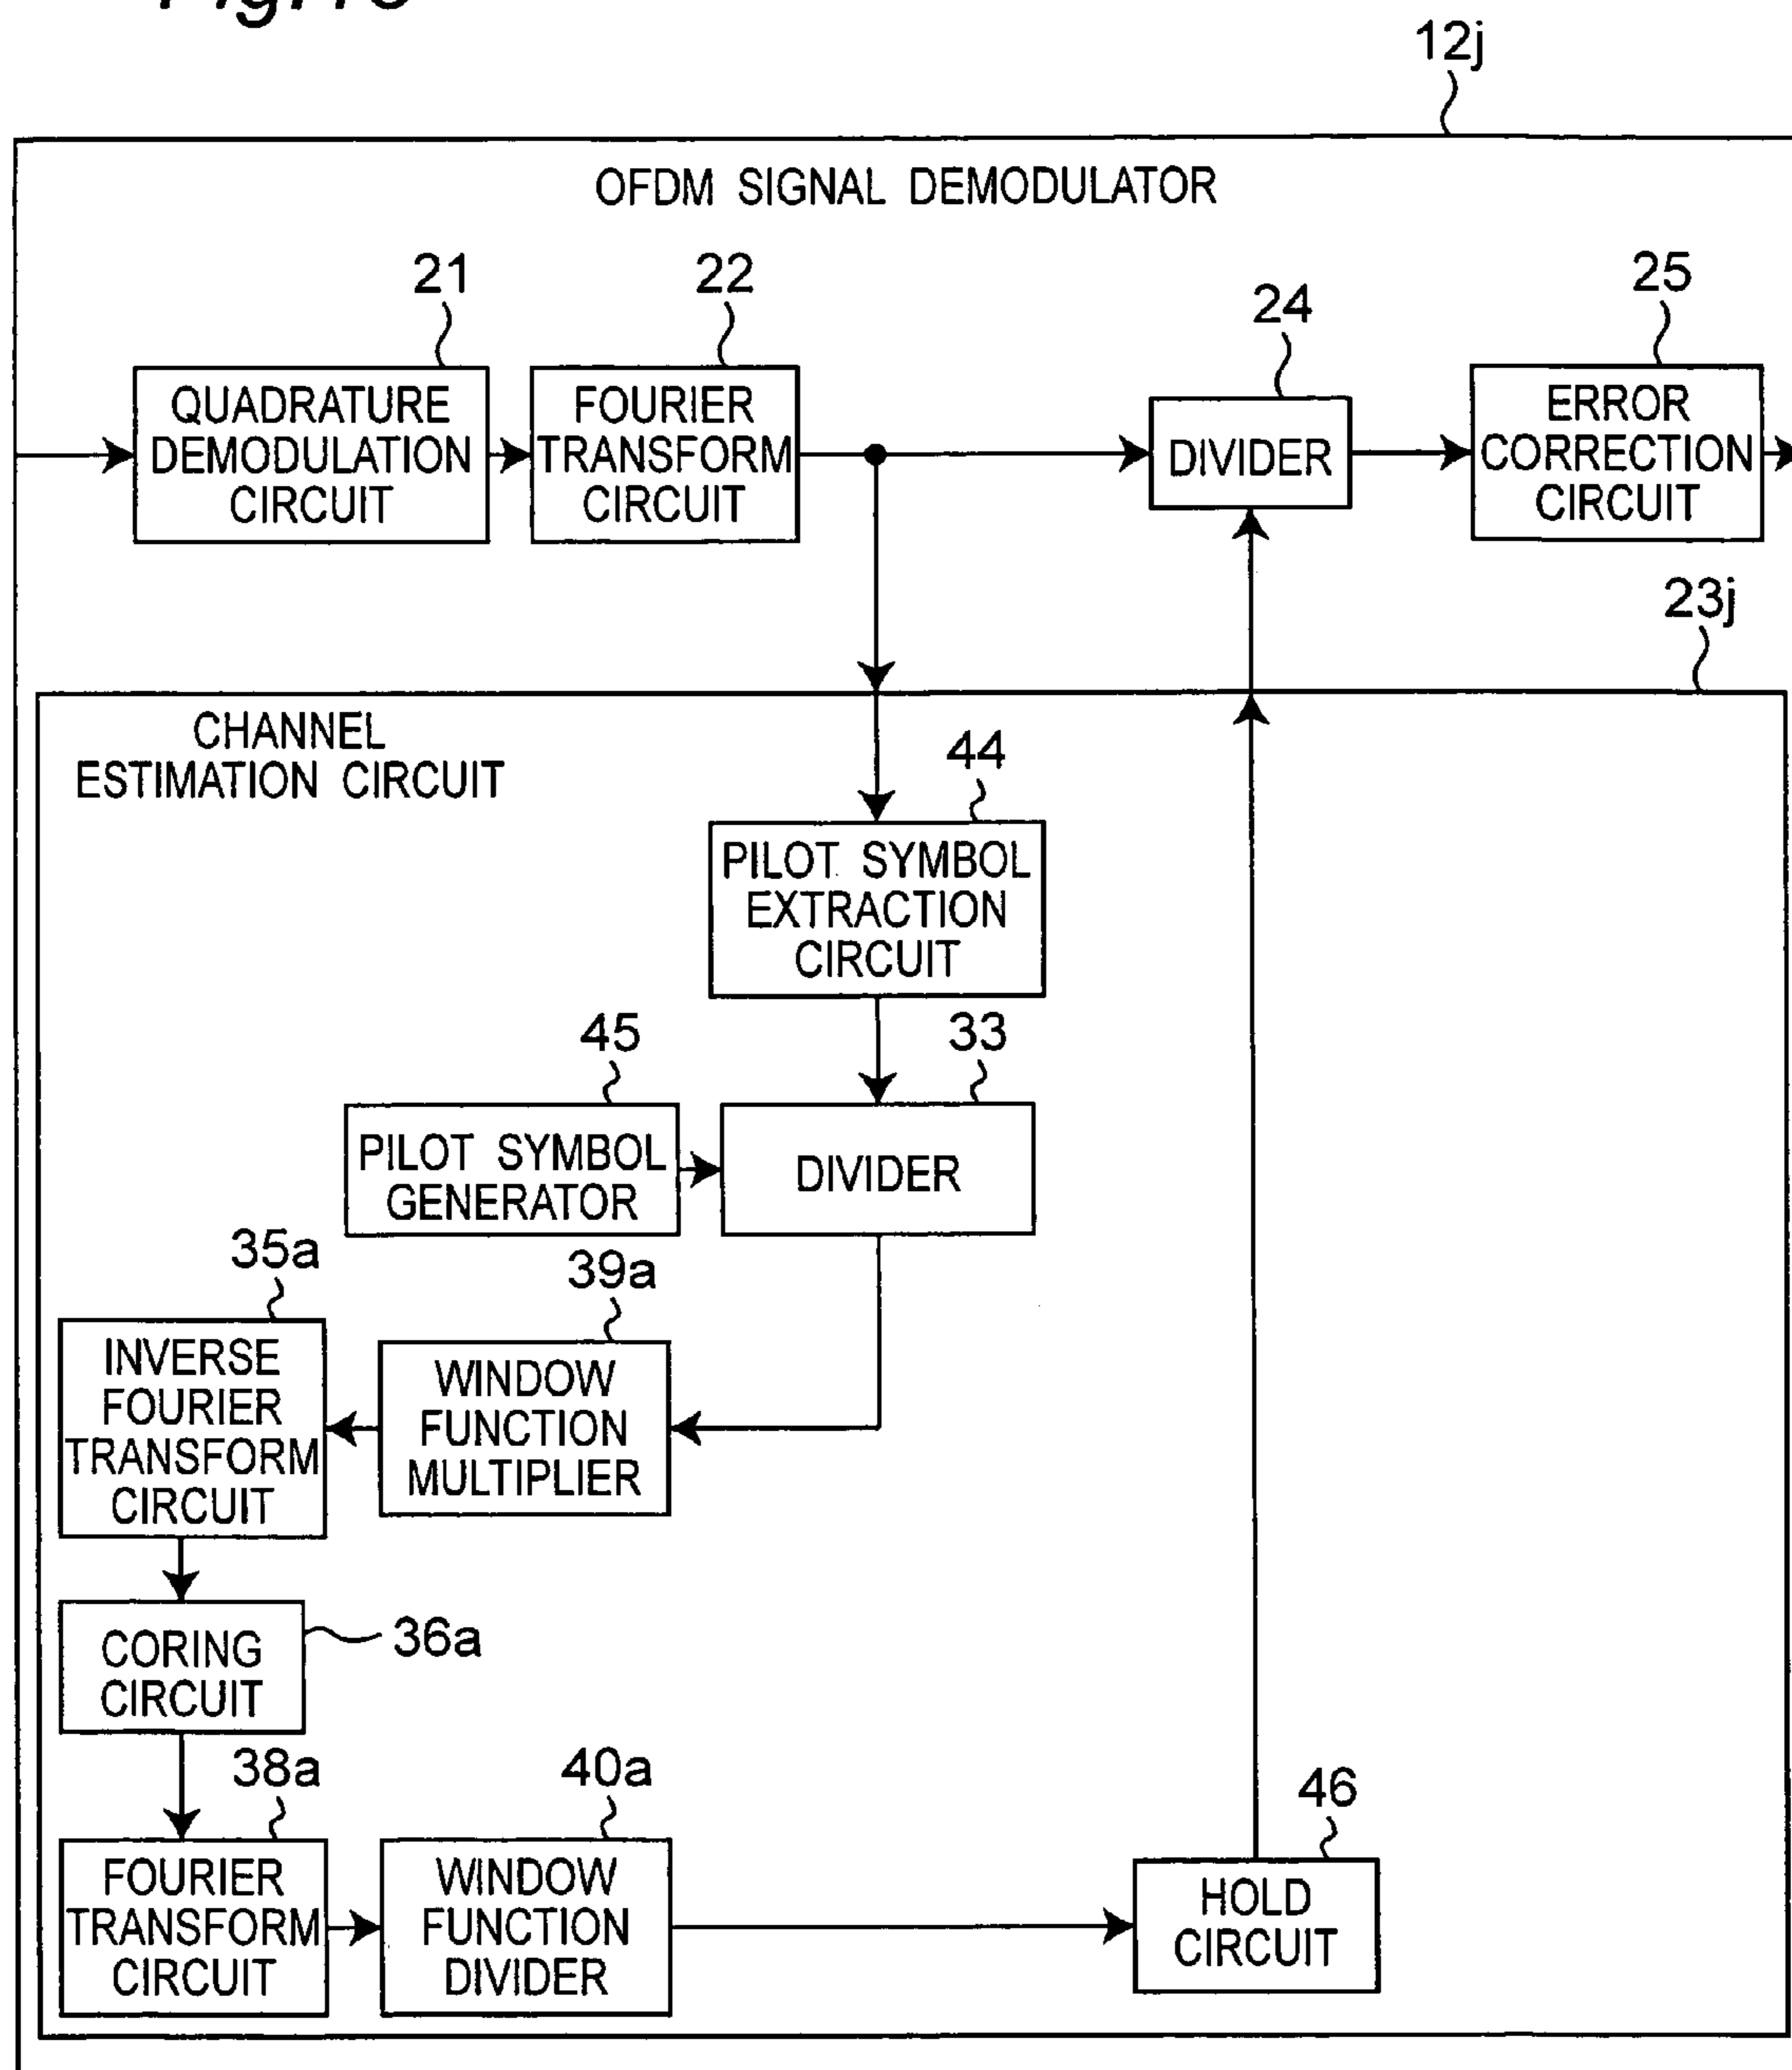 12j
OFDM SIGNAL DEMODULATOR
21
22
24
25
QUADRATURE
DEMODULATION
CIRCUIT
FOURIER
TRANSFORM
CIRCUIT
DIVIDER
ERROR
CORRECTION
CIRCUIT
23j
CHANNEL
ESTIMATION CIRCUIT
44
PILOT SYMBOL
EXTRACTION
CIRCUIT
45
33
PILOT SYMBOL
GENERATOR
DIVIDER
35a
39a
INVERSE
FOURIER
TRANSFORM
CIRCUIT
WINDOW
FUNCTION
MULTIPLIER
CORING
CIRCUIT
36a
38a
40a
46
FOURIER
TRANSFORM
CIRCUIT
WINDOW
FUNCTION
DIVIDER
HOLD
CIRCUIT